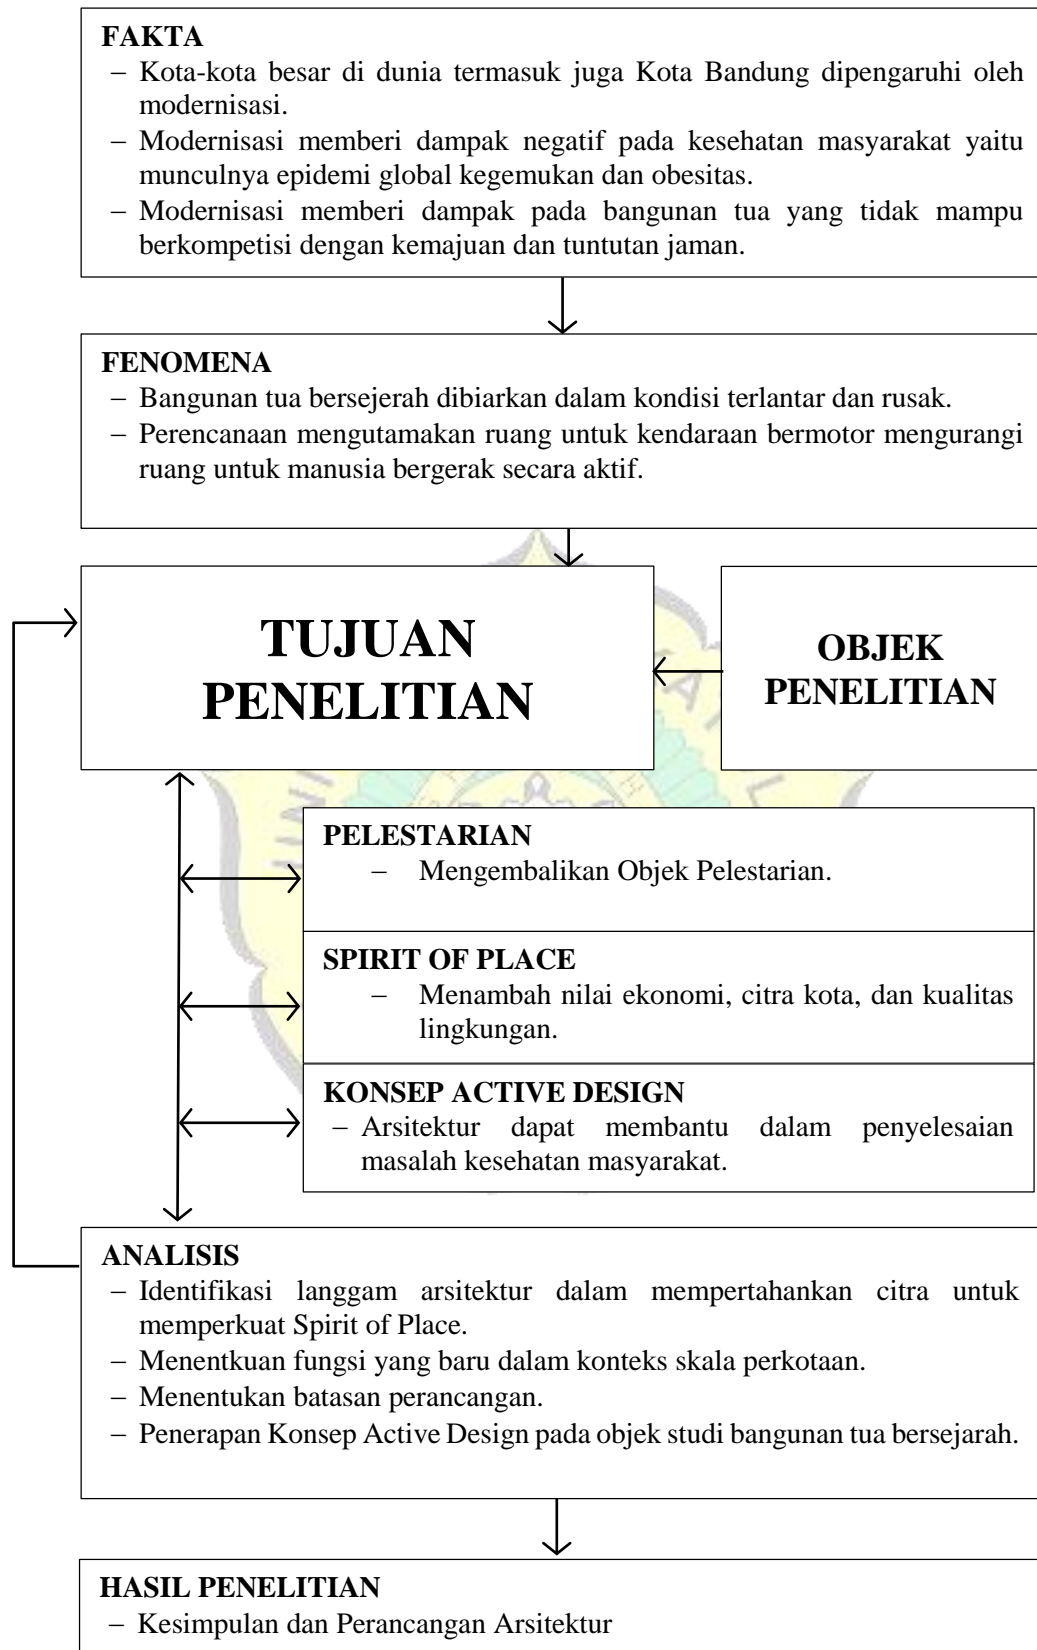 FAKTA
– Kota-kota besar di dunia termasuk juga Kota Bandung dipengaruhi oleh
modernisasi.
– Modernisasi memberi dampak negatif pada kesehatan masyarakat yaitu
munculnya epidemi global kegemukan dan obesitas.
– Modernisasi memberi dampak pada bangunan tua yang tidak mampu
berkompetisi dengan kemajuan dan tuntutan jaman.
FENOMENA
– Bangunan tua bersejerah dibiarkan dalam kondisi terlantar dan rusak.
– Perencanaan mengutamakan ruang untuk kendaraan bermotor mengurangi
ruang untuk manusia bergerak secara aktif.
TUJUAN
PENELITIAN
OBJEK
PENELITIAN
PELESTARIAN
– Mengembalikan Objek Pelestarian.
SPIRIT OF PLACE
– Menambah nilai ekonomi, citra kota, dan kualitas
lingkungan.
KONSEP ACTIVE DESIGN
– Arsitektur dapat membantu dalam penyelesaian
masalah kesehatan masyarakat.
ANALISIS
– Identifikasi langgam arsitektur dalam mempertahankan citra untuk
memperkuat Spirit of Place.
– Menentkuan fungsi yang baru dalam konteks skala perkotaan.
– Menentukan batasan perancangan.
– Penerapan Konsep Active Design pada objek studi bangunan tua bersejarah.
HASIL PENELITIAN
– Kesimpulan dan Perancangan Arsitektur